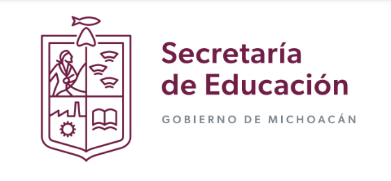 Secretaría
de Educación
GOBIERNO DE MICHOACÁN